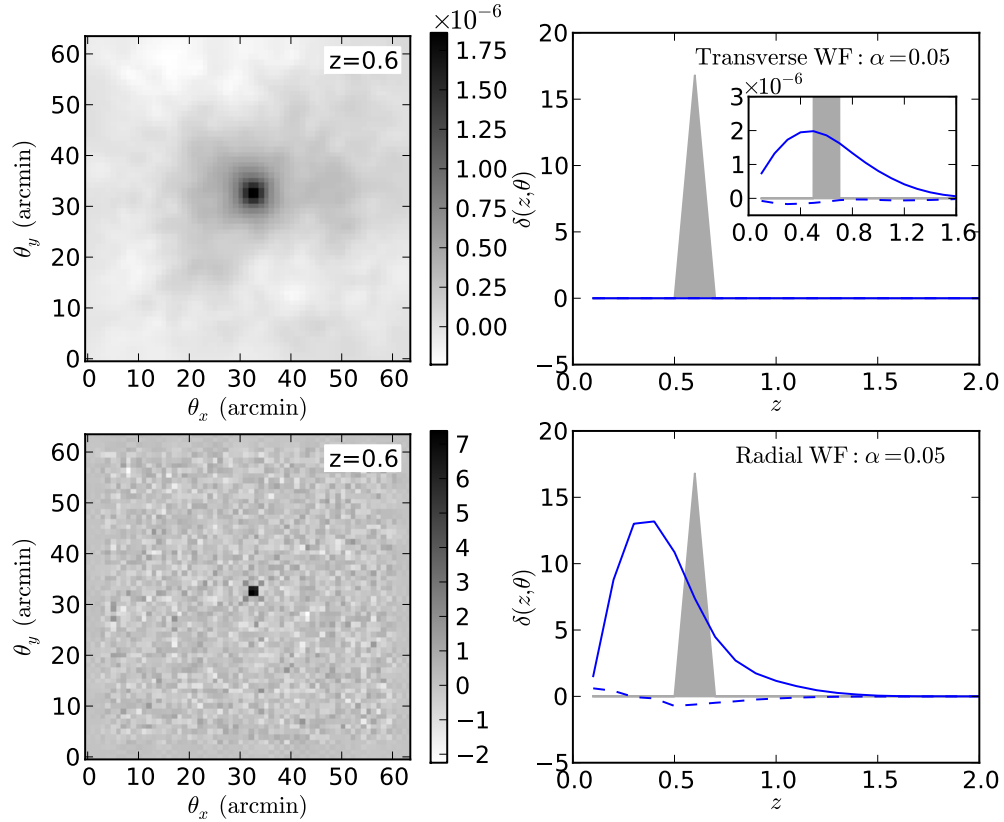 ×10⁻⁶
z=0.6
60
50
40
30
20
10
0
θy (arcmin)
0 10 20 30 40 50 60
θx (arcmin)
1.75
1.50
1.25
1.00
0.75
0.50
0.25
0.00
Transverse WF: α=0.05
20
15
10
5
0
−5
δ(z,θ)
0.0 0.5 1.0 1.5 2.0
z
×10⁻⁶
3
2
1
0
0.0 0.4 0.8 1.2 1.6
z=0.6
60
50
40
30
20
10
0
θy (arcmin)
0 10 20 30 40 50 60
θx (arcmin)
7
6
5
4
3
2
1
0
−1
−2
Radial WF: α=0.05
20
15
10
5
0
−5
δ(z,θ)
0.0 0.5 1.0 1.5 2.0
z